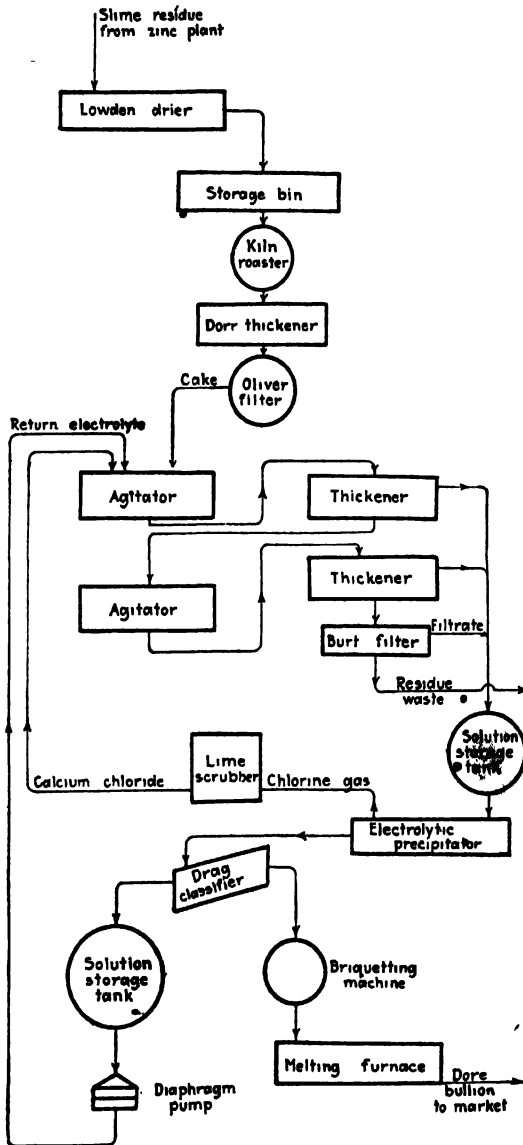 Slime residue
from zinc plant
Lowden drier
Storage bin
Kiln
roaster
Dorr thickener
Cake
Oliver
filter
Return electrolyte
Agitator
Thickener
Agitator
Thickener
Burt filter
Filtrate
Residue
waste
Solution
storage
tank
Lime
scrubber
Calcium chloride
Chlorine gas
Electrolytic
precipitator
Drag
classifier
Solution
storage
tank
Briquetting
machine
Melting furnace
Dore
bullion
to market
Diaphragm
pump